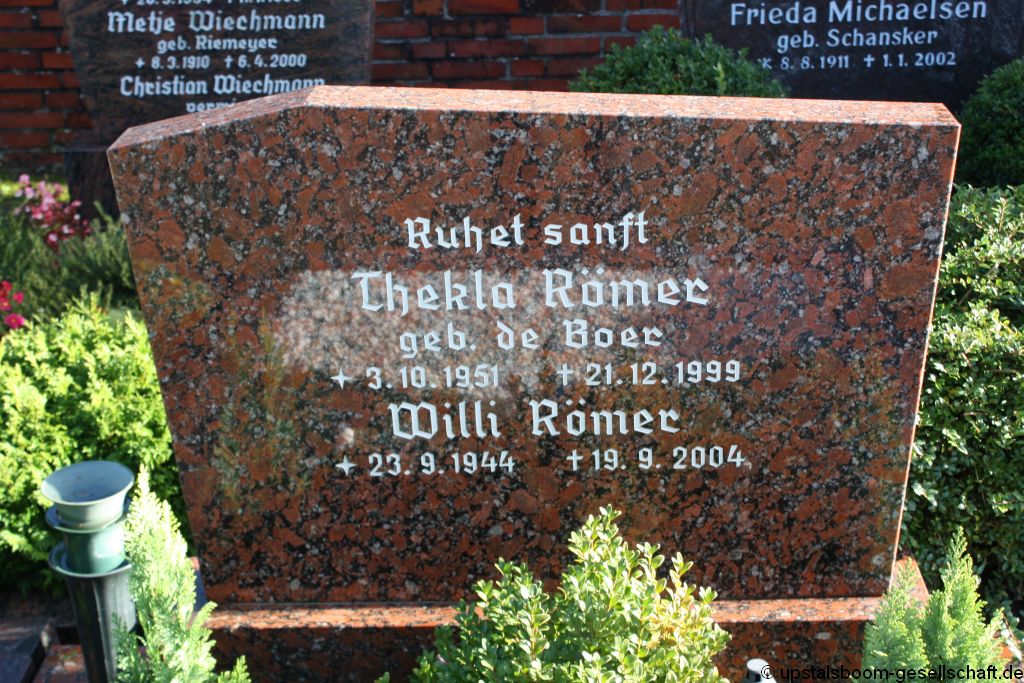 Metje Wiechmann
geb. Riemeyer
* 8.3.1910 † 6.4.2000
Christian Wiechmann
Frieda Michaelsen
geb. Schansker
* 8.8.1911 † 1.1.2002
Ruhet sanft
Thekla Römer
geb. de Boer
* 3.10.1951 † 21.12.1999
Willi Römer
* 23.9.1944 † 19.9.2004
© upstalsboom-gesellschaft.de